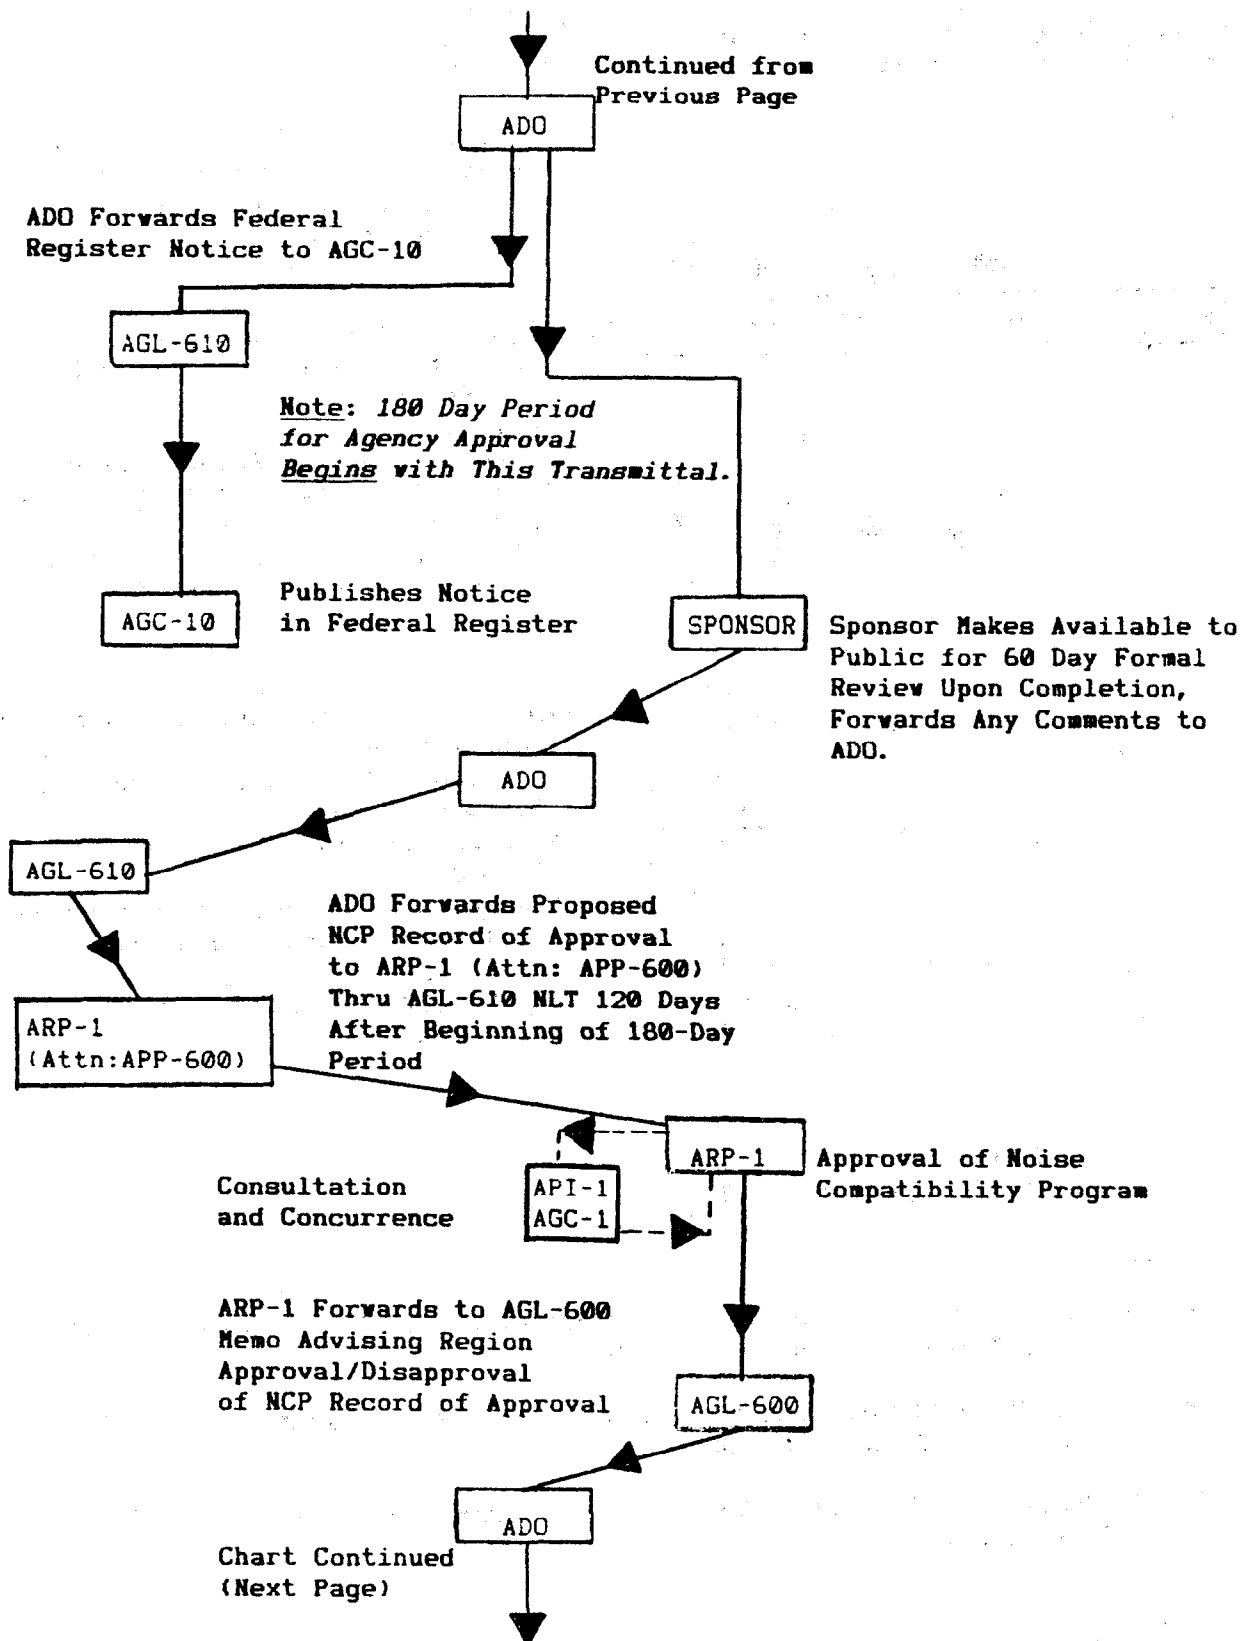 Continued from
Previous Page
ADO
ADO Forwards Federal
Register Notice to AGC-10
AGL-610
Note: 180 Day Period
for Agency Approval
Begins with This Transmittal.
Publishes Notice
in Federal Register
AGC-10
SPONSOR
Sponsor Makes Available to
Public for 60 Day Formal
Review Upon Completion,
Forwards Any Comments to
ADO.
ADO
AGL-610
ADO Forwards Proposed
NCP Record of Approval
to ARP-1 (Attn: APP-600)
Thru AGL-610 NLT 120 Days
After Beginning of 180-Day
Period
ARP-1
(Attn:APP-600)
ARP-1
Approval of Noise
Compatibility Program
Consultation
and Concurrence
API-1
AGC-1
ARP-1 Forwards to AGL-600
Memo Advising Region
Approval/Disapproval
of NCP Record of Approval
AGL-600
ADO
Chart Continued
(Next Page)